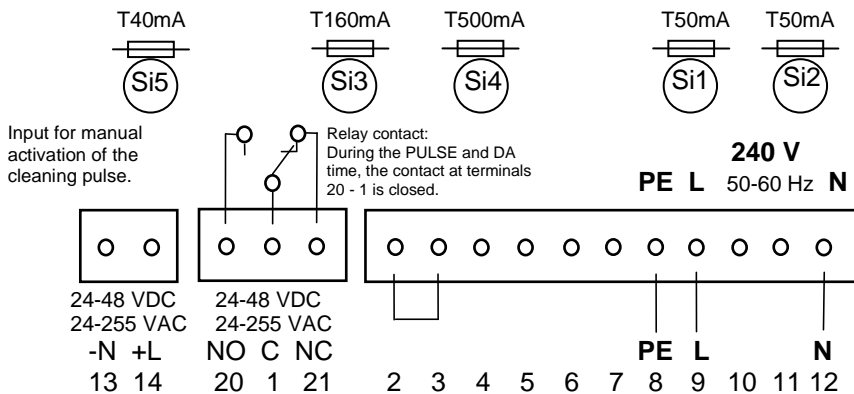 T40mA T160mA T500mA T50mA T50mA
Si5 Si3 Si4 Si1 Si2
Input for manual
activation of the
cleaning pulse.
Relay contact:
During the PULSE and DA
time, the contact at terminals
20 - 1 is closed.
240 V
PE L 50-60 Hz N
24-48 VDC 24-48 VDC
24-255 VAC 24-255 VAC
-N +L NO C NC PE L N
13 14 20 1 21 2 3 4 5 6 7 8 9 10 11 12